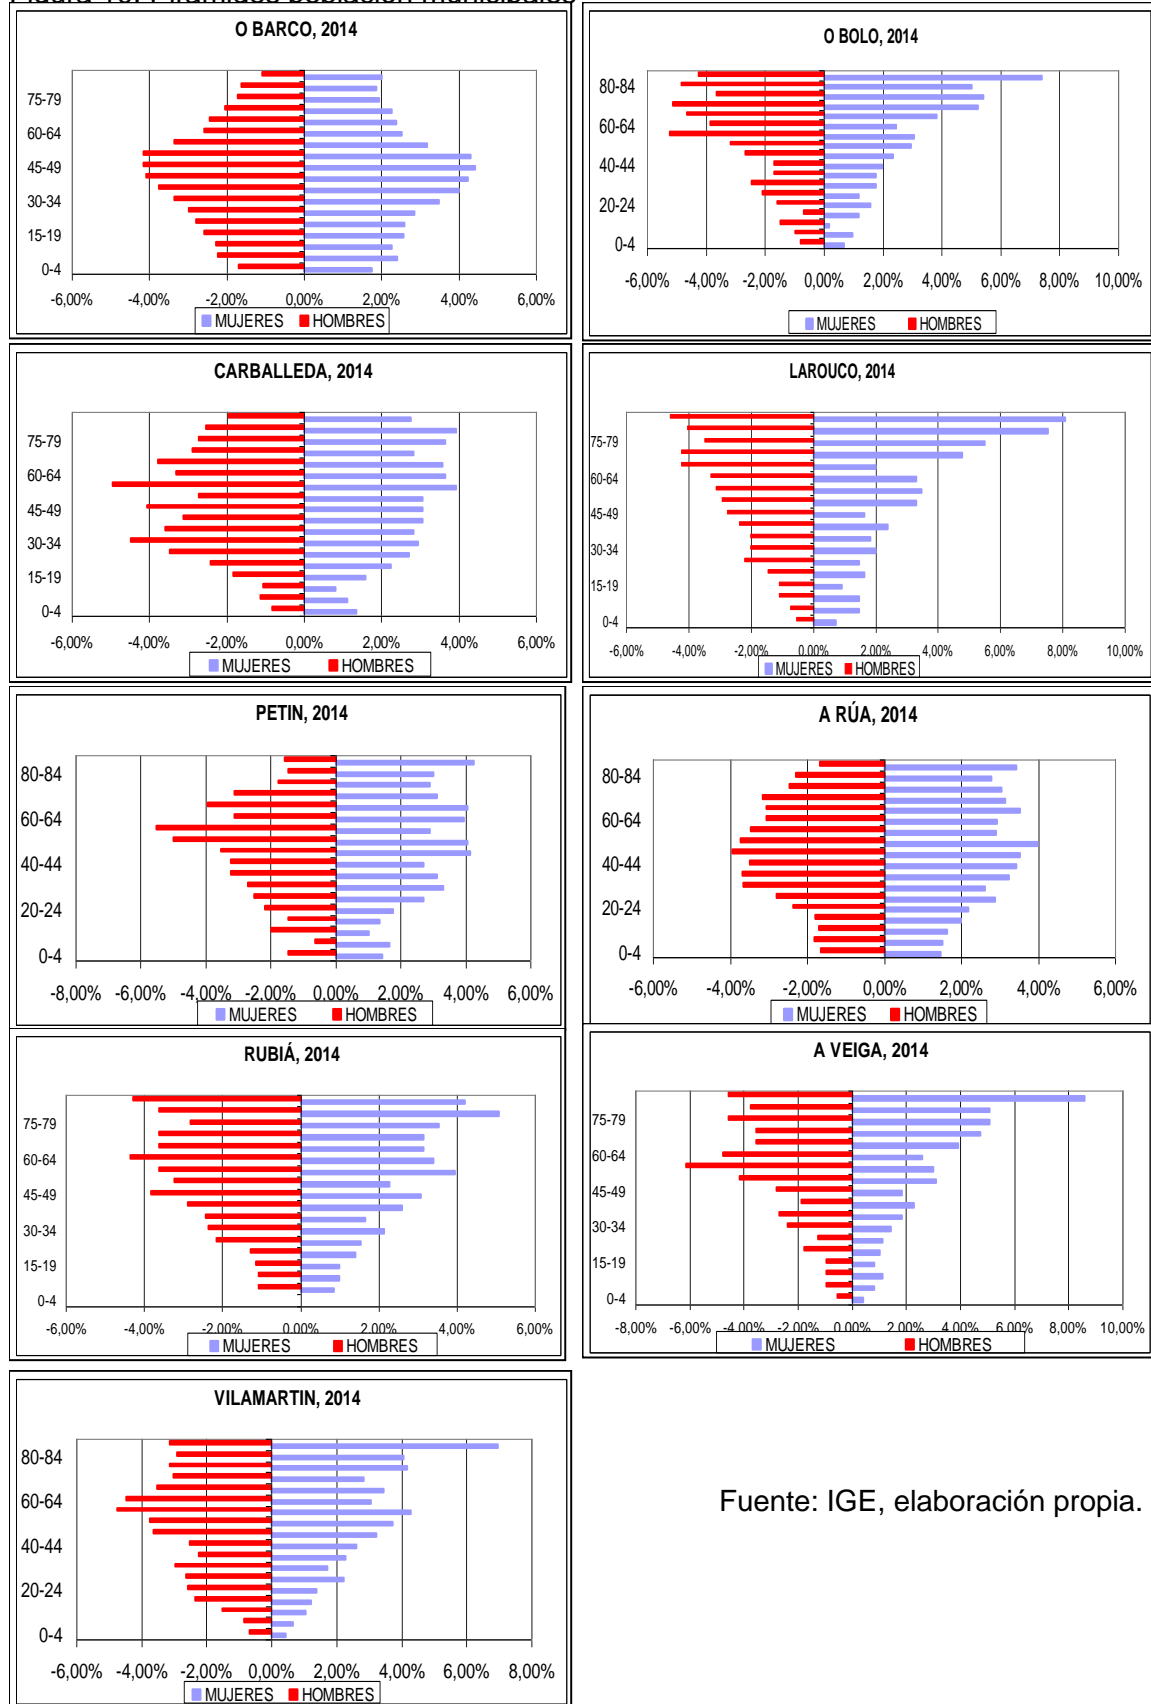 O BARCO, 2014
75-79
60-64
45-49
30-34
15-19
0-4
-6,00% -4,00% -2,00% 0,00% 2,00% 4,00% 6,00%
MUJERES HOMBRES
O BOLO, 2014
80-84
60-64
40-44
20-24
0-4
-6,00% -4,00% -2,00% 0,00% 2,00% 4,00% 6,00% 8,00% 10,00%
MUJERES HOMBRES
CARBALLEDA, 2014
75-79
60-64
45-49
30-34
15-19
0-4
-6,00% -4,00% -2,00% 0,00% 2,00% 4,00% 6,00%
MUJERES HOMBRES
LAROUCO, 2014
75-79
60-64
45-49
30-34
15-19
0-4
-6,00% -4,00% -2,00% 0,00% 2,00% 4,00% 6,00% 8,00% 10,00%
MUJERES HOMBRES
PETIN, 2014
80-84
60-64
40-44
20-24
0-4
-8,00% -6,00% -4,00% -2,00% 0,00% 2,00% 4,00% 6,00%
MUJERES HOMBRES
A RÚA, 2014
80-84
60-64
40-44
20-24
0-4
-6,00% -4,00% -2,00% 0,00% 2,00% 4,00% 6,00%
MUJERES HOMBRES
RUBIÁ, 2014
75-79
60-64
45-49
30-34
15-19
0-4
-6,00% -4,00% -2,00% 0,00% 2,00% 4,00% 6,00%
MUJERES HOMBRES
A VEIGA, 2014
75-79
60-64
45-49
30-34
15-19
0-4
-8,00% -6,00% -4,00% -2,00% 0,00% 2,00% 4,00% 6,00% 8,00% 10,00%
MUJERES HOMBRES
VILAMARTIN, 2014
80-84
60-64
40-44
20-24
0-4
-6,00% -4,00% -2,00% 0,00% 2,00% 4,00% 6,00% 8,00%
MUJERES HOMBRES
Fuente: IGE, elaboración propia.